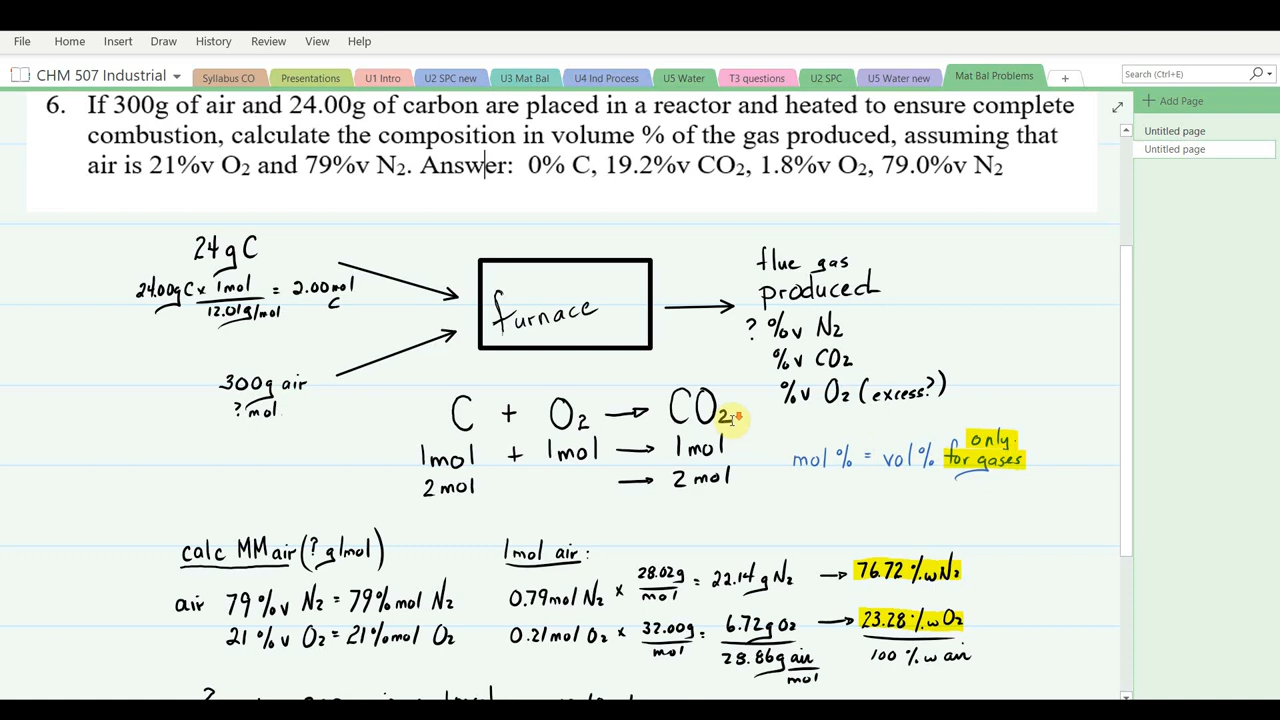 File Home Insert Draw History Review View Help
CHM 507 Industrial Syllabus CO Presentations U1 Intro U2 SPC new U3 Mat Bal U4 Ind Process U5 Water T3 questions U2 SPC U5 Water new Mat Bal Problems + Search (Ctrl+E)
+ Add Page
Untitled page
Untitled page
6. If 300g of air and 24.00g of carbon are placed in a reactor and heated to ensure complete
combustion, calculate the composition in volume % of the gas produced, assuming that
air is 21%v O₂ and 79%v N₂. Answer: 0% C, 19.2%v CO₂, 1.8%v O₂, 79.0%v N₂
24 g C
24.00g C x 1mol = 2.00mol
12.01g/mol C
300g air
? mol
furnace
flue gas
produced
? %v N₂
%v CO₂
%v O₂ (excess?)
C + O₂ → CO₂
1mol + 1mol → 1mol
2mol → 2 mol
mol % = vol % only
for gases
calc MM air (? g/mol)
air 79 %v N₂ = 79% mol N₂
21 %v O₂ = 21% mol O₂
1mol air:
0.79mol N₂ x 28.02g = 22.14g N₂ → 76.72 %w N₂
mol
0.21mol O₂ x 32.00g = 6.72g O₂ → 23.28 %w O₂
mol 28.86g air 100 %w air
mol